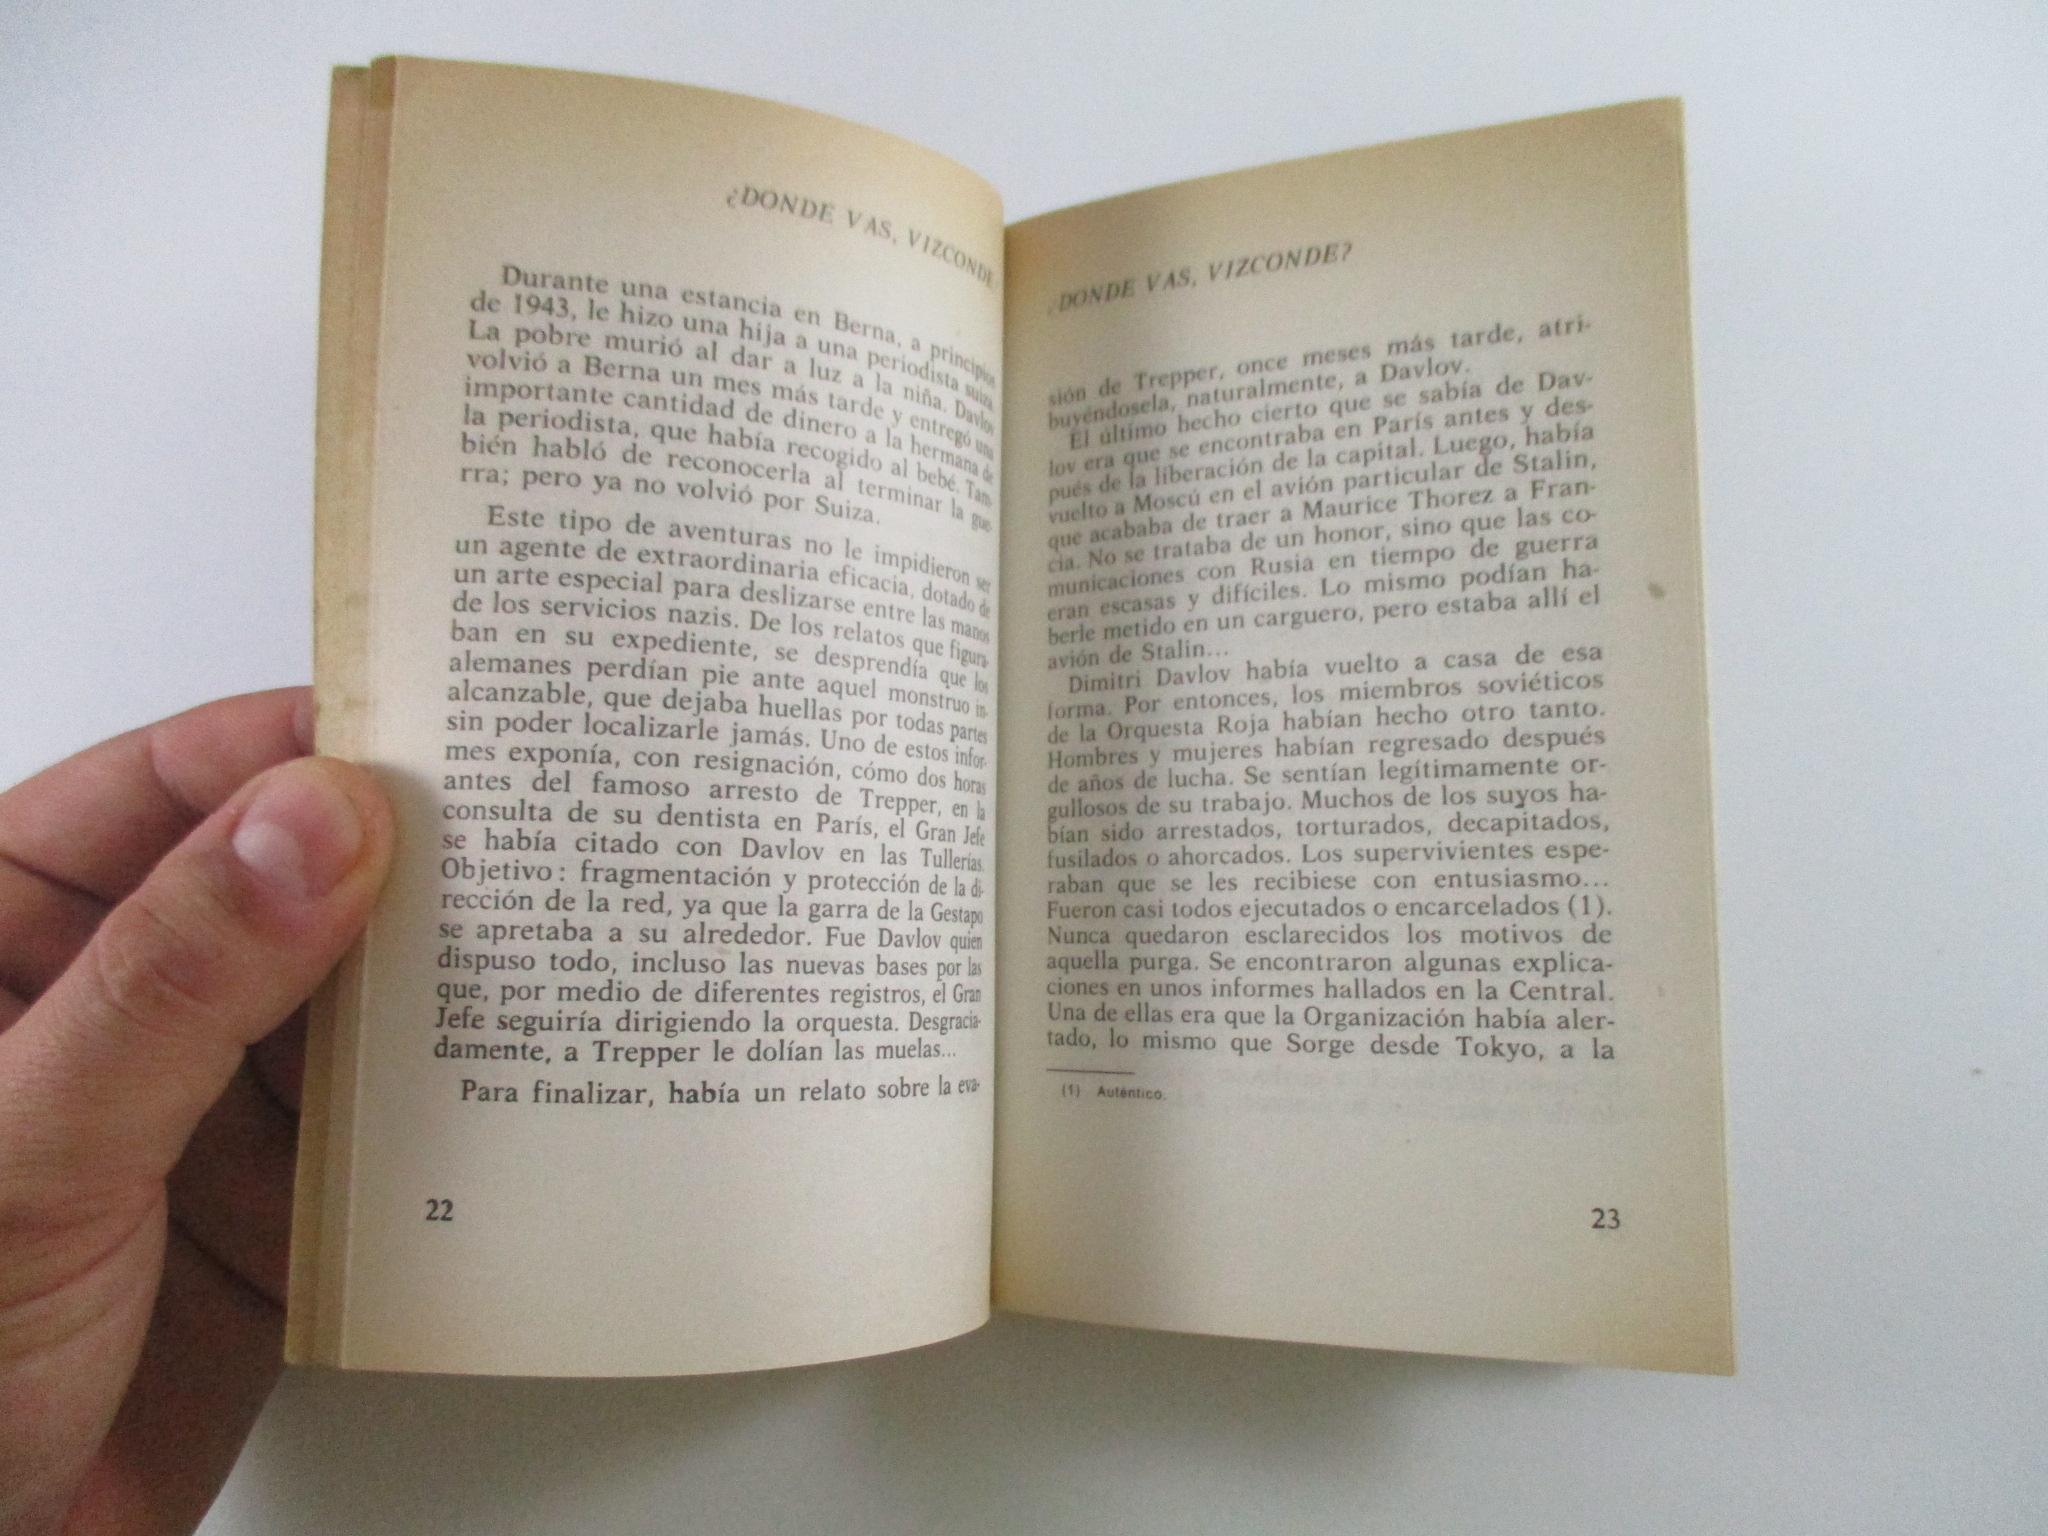 ¿DONDE VAS, VIZCONDE?
Durante una estancia en Berna, a principios
de 1943, le hizo una hija a una periodista suiza.
La pobre murió al dar a luz a la niña. Davlov
volvió a Berna un mes más tarde y entregó una
importante cantidad de dinero a la hermana de
la periodista, que había recogido al bebé. Tam-
bién habló de reconocerla al terminar la gue-
rra; pero ya no volvió por Suiza.
Este tipo de aventuras no le impidieron ser
un agente de extraordinaria eficacia, dotado de
un arte especial para deslizarse entre las manos
de los servicios nazis. De los relatos que figura-
ban en su expediente, se desprendía que los
alemanes perdían pie ante aquel monstruo in-
alcanzable, que dejaba huellas por todas partes
sin poder localizarle jamás. Uno de estos infor-
mes exponía, con resignación, cómo dos horas
antes del famoso arresto de Trepper, en la
consulta de su dentista en París, el Gran Jefe
se había citado con Davlov en las Tullerías.
Objetivo: fragmentación y protección de la di-
rección de la red, ya que la garra de la Gestapo
se apretaba a su alrededor. Fue Davlov quien
dispuso todo, incluso las nuevas bases por las
que, por medio de diferentes registros, el Gran
Jefe seguiría dirigiendo la orquesta. Desgracia-
damente, a Trepper le dolían las muelas...
Para finalizar, había un relato sobre la eva-
22
¿DONDE VAS, VIZCONDE?
sión de Trepper, once meses más tarde, atri-
buyéndosela, naturalmente, a Davlov.
El último hecho cierto que se sabía de Dav-
lov era que se encontraba en París antes y des-
pués de la liberación de la capital. Luego, había
vuelto a Moscú en el avión particular de Stalin,
que acababa de traer a Maurice Thorez a Fran-
cia. No se trataba de un honor, sino que las co-
municaciones con Rusia en tiempo de guerra
eran escasas y difíciles. Lo mismo podían ha-
berle metido en un carguero, pero estaba allí el
avión de Stalin...
Dimitri Davlov había vuelto a casa de esa
forma. Por entonces, los miembros soviéticos
de la Orquesta Roja habían hecho otro tanto.
Hombres y mujeres habían regresado después
de años de lucha. Se sentían legítimamente or-
gullosos de su trabajo. Muchos de los suyos ha-
bían sido arrestados, torturados, decapitados,
fusilados o ahorcados. Los supervivientes espe-
raban que se les recibiese con entusiasmo...
Fueron casi todos ejecutados o encarcelados (1).
Nunca quedaron esclarecidos los motivos de
aquella purga. Se encontraron algunas explica-
ciones en unos informes hallados en la Central.
Una de ellas era que la Organización había aler-
tado, lo mismo que Sorge desde Tokyo, a la
(1) Auténtico.
23